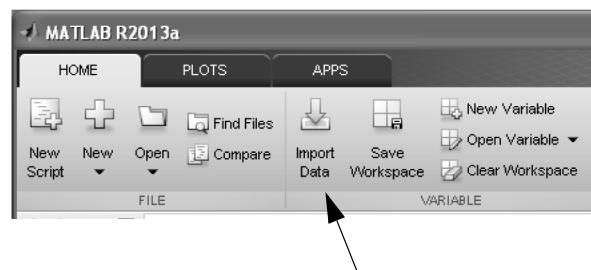 MATLAB R2013a
HOME PLOTS APPS
New Script
New
Open
Find Files
Compare
Import Data
Save Workspace
New Variable
Open Variable
Clear Workspace
FILE VARIABLE